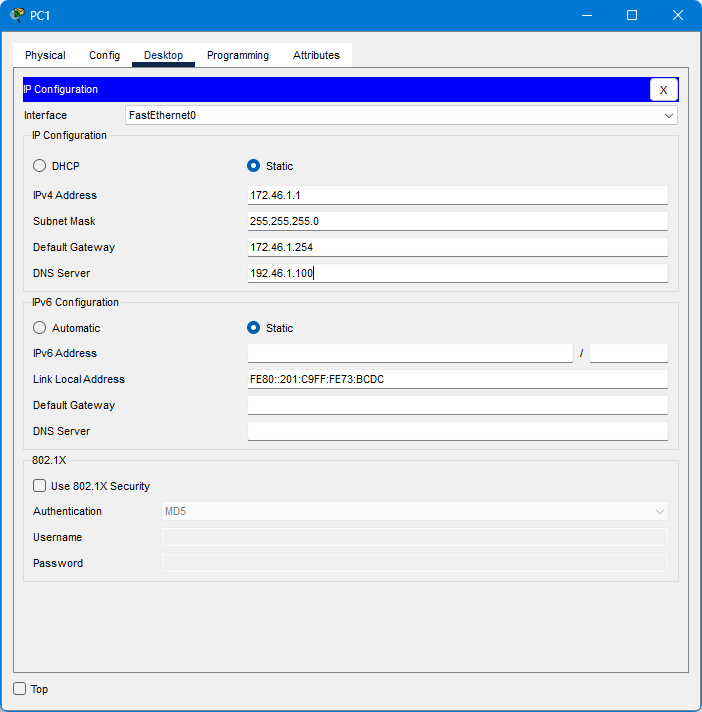 PC1
Physical Config Desktop Programming Attributes
IP Configuration X
Interface FastEthernet0
IP Configuration
DHCP Static
IPv4 Address 172.46.1.1
Subnet Mask 255.255.255.0
Default Gateway 172.46.1.254
DNS Server 192.46.1.100
IPv6 Configuration
Automatic Static
IPv6 Address /
Link Local Address FE80::201:C9FF:FE73:BCDC
Default Gateway
DNS Server
802.1X
Use 802.1X Security
Authentication MD5
Username
Password
Top